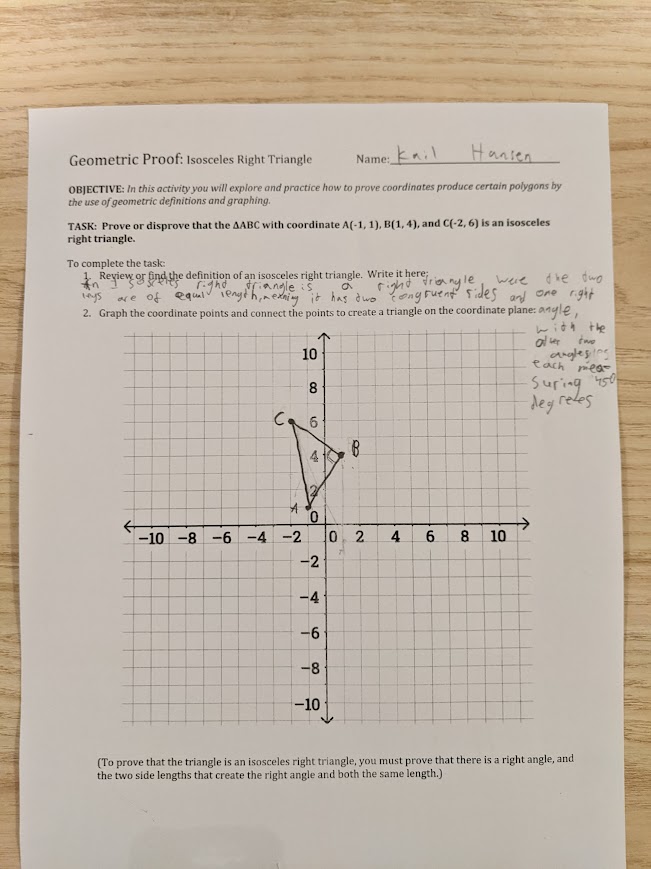 Geometric Proof: Isosceles Right Triangle Name: Kail Hansen
OBJECTIVE: In this activity you will explore and practice how to prove coordinates produce certain polygons by
the use of geometric definitions and graphing.
TASK: Prove or disprove that the ΔABC with coordinate A(-1, 1), B(1, 4), and C(-2, 6) is an isosceles
right triangle.
To complete the task:
1. Review or find the definition of an isosceles right triangle. Write it here:
An Isosceles right triangle is a right triangle were the two
legs are of equal length, meaning it has two congruent sides and one right
2. Graph the coordinate points and connect the points to create a triangle on the coordinate plane: angle,
with the
other two
angles
each mea-
suring 45°
degrees
10
8
C 6
4 B
2
A 0
-10 -8 -6 -4 -2 0 2 4 6 8 10
-2
-4
-6
-8
-10
(To prove that the triangle is an isosceles right triangle, you must prove that there is a right angle, and
the two side lengths that create the right angle and both the same length.)